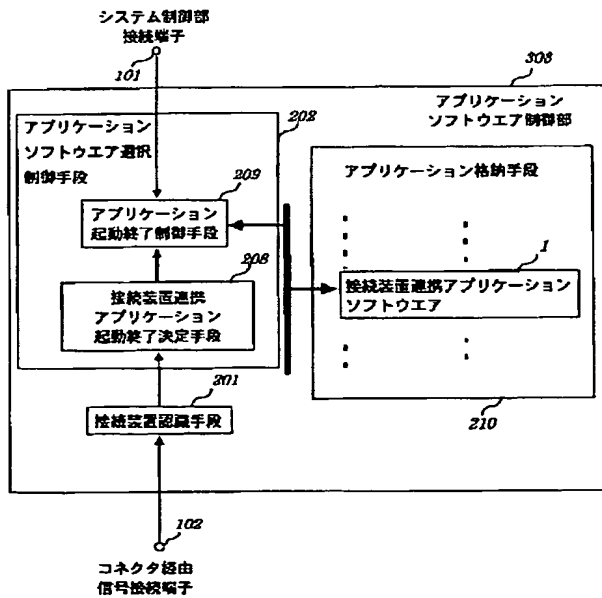 システム制御部
接続端子
101
303
アプリケーション
ソフトウエア制御部
202
アプリケーション
ソフトウエア選択
制御手段
209
アプリケーション
起動終了制御手段
208
接続装置連携
アプリケーション
起動終了決定手段
201
接続装置認識手段
アプリケーション格納手段
1
接続装置連携アプリケーション
ソフトウエア
210
102
コネクタ経由
信号接続端子